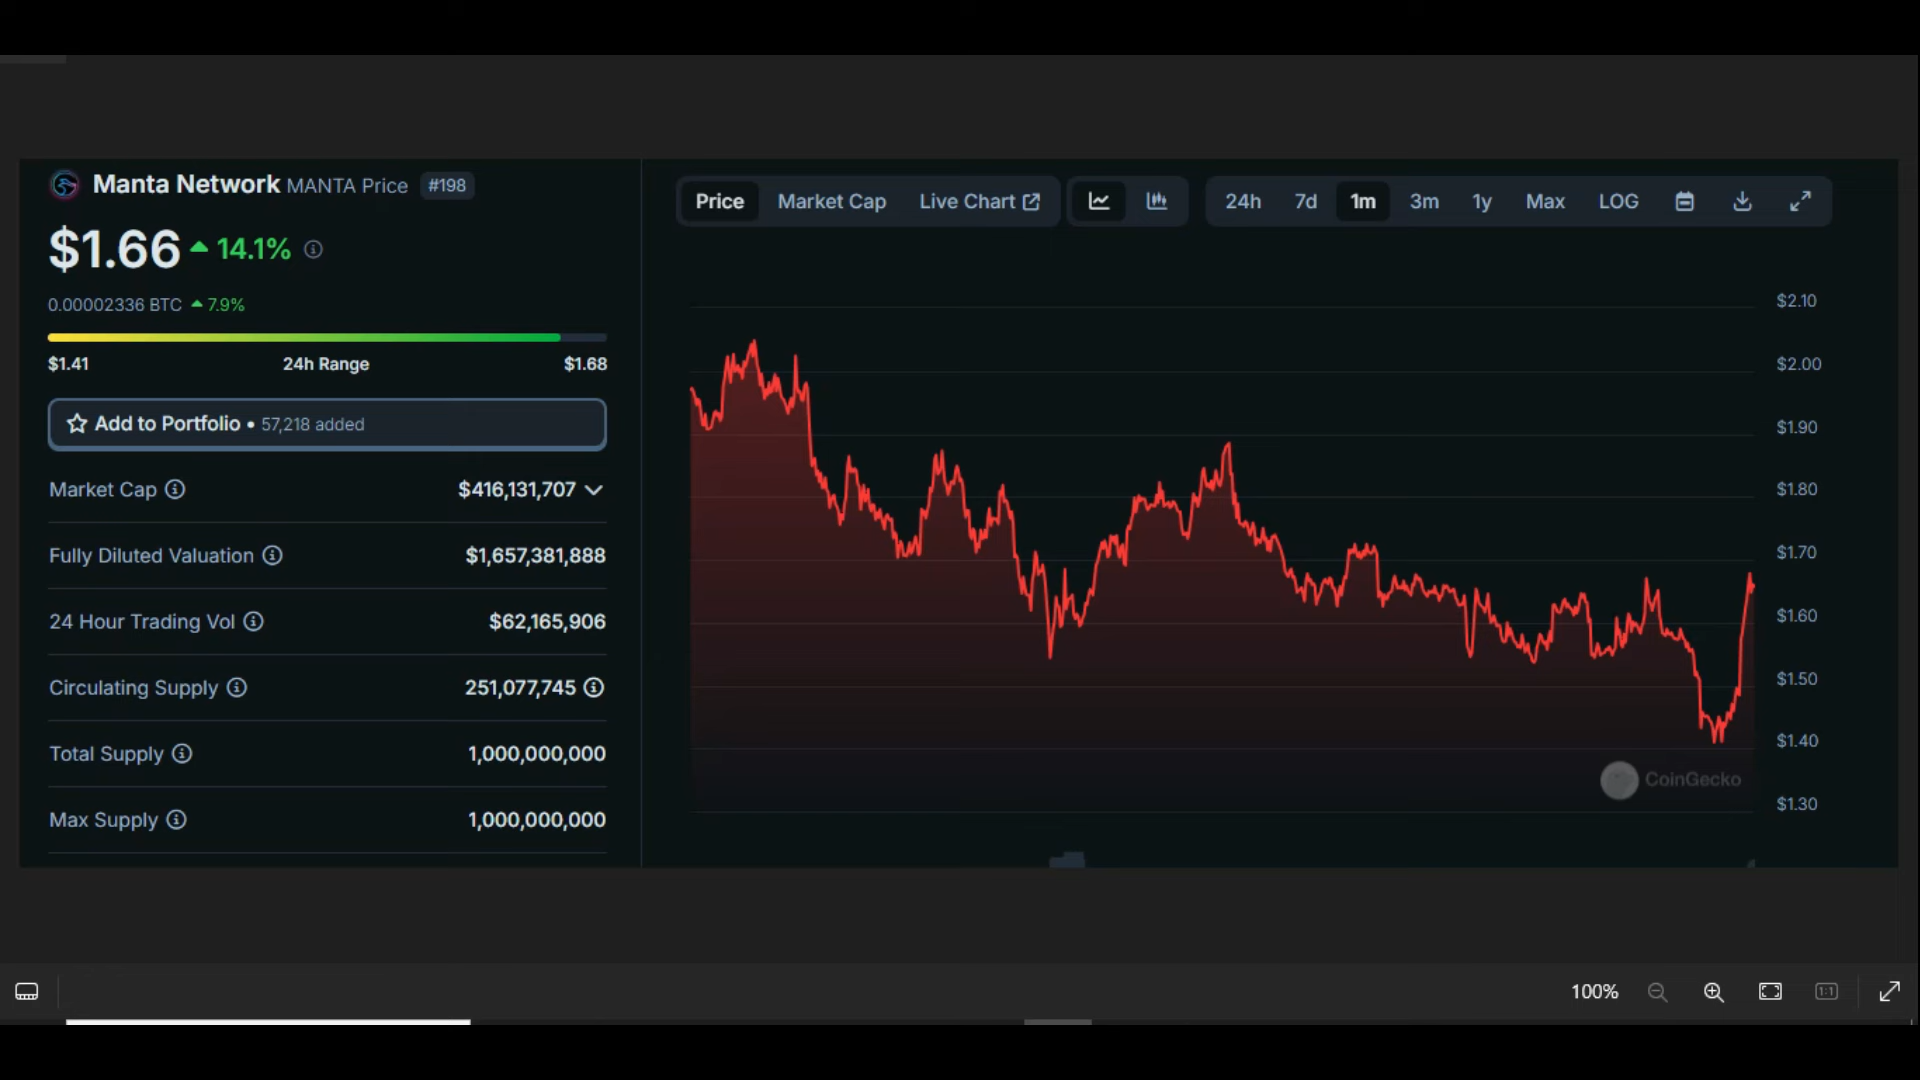 Manta Network MANTA Price #198
$1.66 14.1%
0.00002336 BTC 7.9%
$1.41 24h Range $1.68
Add to Portfolio • 57,218 added
Market Cap $416,131,707
Fully Diluted Valuation $1,657,381,888
24 Hour Trading Vol $62,165,906
Circulating Supply 251,077,745
Total Supply 1,000,000,000
Max Supply 1,000,000,000
Price Market Cap Live Chart 24h 7d 1m 3m 1y Max LOG
$2.10
$2.00
$1.90
$1.80
$1.70
$1.60
$1.50
$1.40
CoinGecko
$1.30
100% 1:1